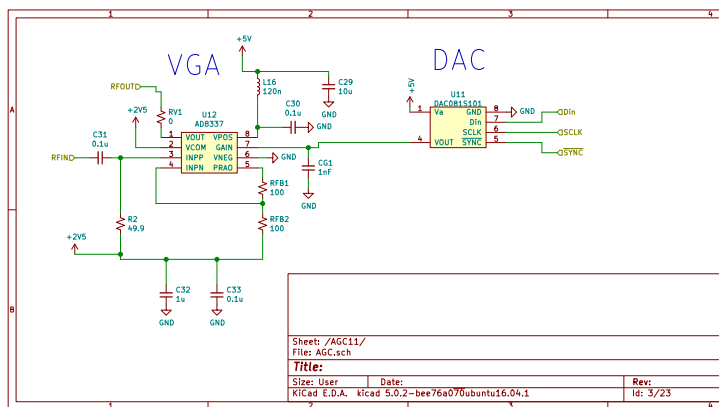 1 2 3 4
A
B
VGA
DAC
+5V
RFOUT
L16
120n
C29
10u
GND
+2V5
RV1
0
U12
AD8337
C30
0.1u
GND
1 VOUT VPOS 8
2 VCOM GAIN 7
3 INPP VNEG 6
4 INPN PRAO 5
GND
C31
0.1u
RFIN
CG1
1nF
GND
RFB1
100
RFB2
100
R2
49.9
+2V5
C32
1u
GND
C33
0.1u
GND
+5V
U11
DAC081S101
1 Va GND 8
Din 7
SCLK 6
4 VOUT SYNC 5
GND
Din
SCLK
SYNC
Sheet: /AGC11/
File: AGC.sch
Title:
Size: User Date: Rev:
KiCad E.D.A. kicad 5.0.2-bee76a070ubuntu16.04.1 Id: 3/23
1 2 3 4